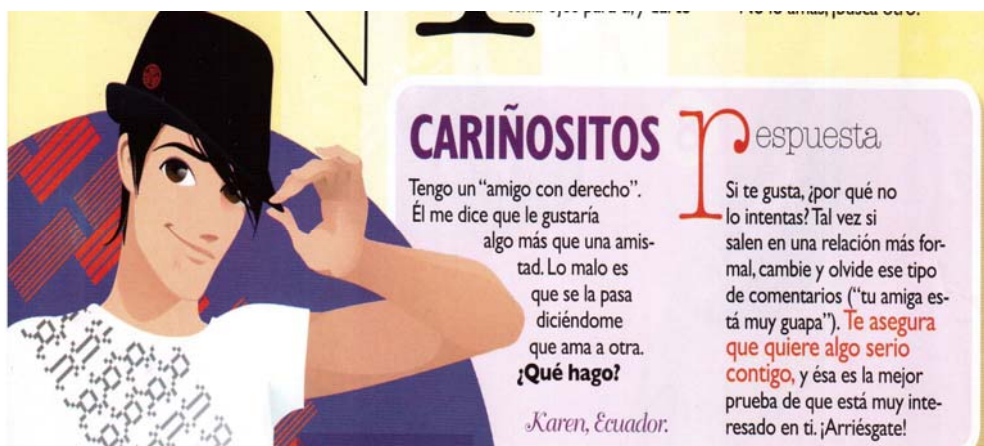 No lo amas, ¡busca otro!
CARIÑOSITOS
Tengo un “amigo con derecho”.
Él me dice que le gustaría
algo más que una amis-
tad. Lo malo es
que se la pasa
diciéndome
que ama a otra.
¿Qué hago?
Karen, Ecuador.
respuesta
Si te gusta, ¿por qué no
lo intentas? Tal vez si
salen en una relación más for-
mal, cambie y olvide ese tipo
de comentarios (“tu amiga es-
tá muy guapa”). Te asegura
que quiere algo serio
contigo, y ésa es la mejor
prueba de que está muy inte-
resado en ti. ¡Arriésgate!